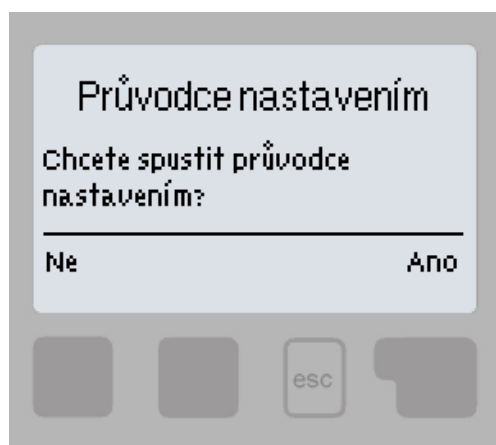 Průvodce nastavením
Chcete spustit průvodce
nastavením?
Ne Ano
esc